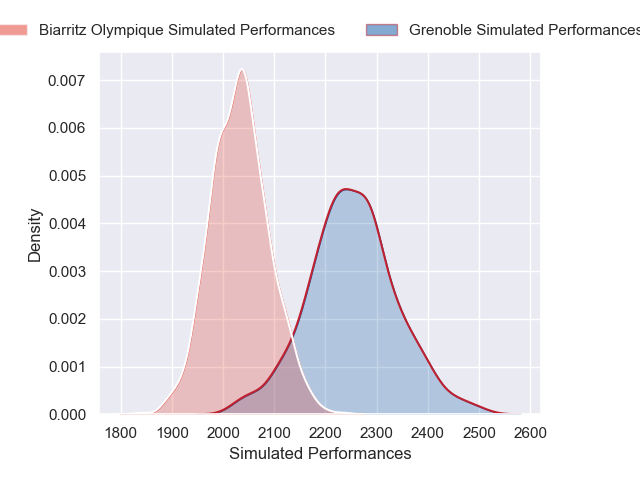 Biarritz Olympique Simulated Performances
Grenoble Simulated Performances
0.007
0.006
0.005
0.004
0.003
0.002
0.001
0.000
Density
1800 1900 2000 2100 2200 2300 2400 2500 2600
Simulated Performances